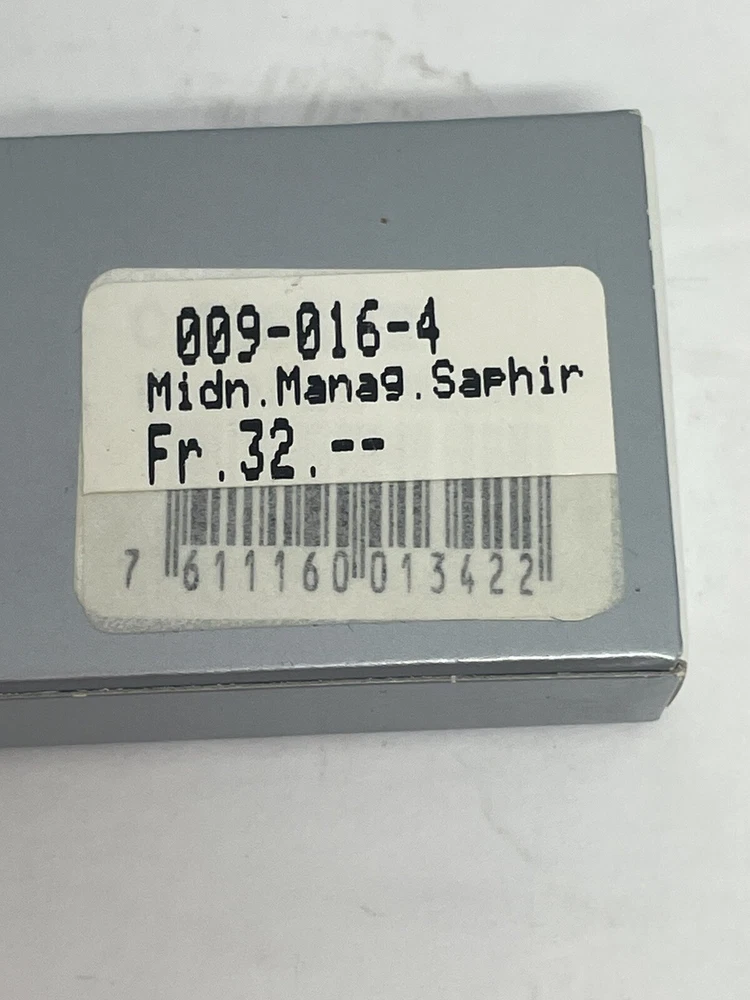 009-016-4
Midn.Manag.Saphir
Fr.32.--
7 611160 013422